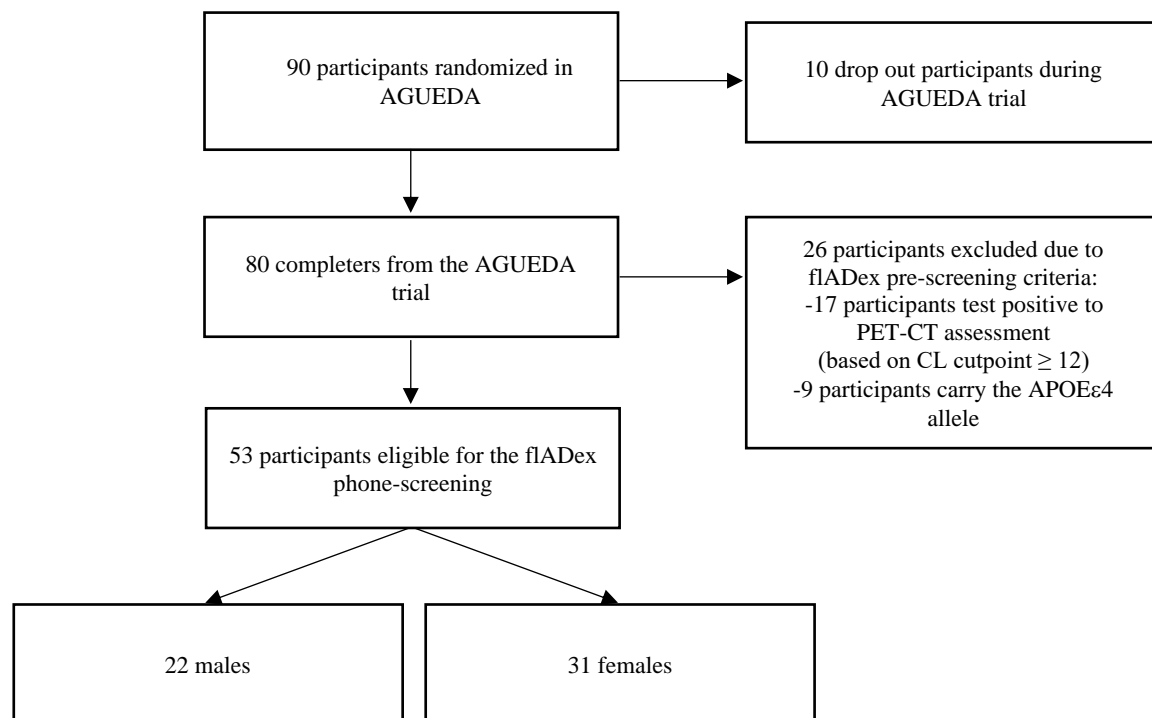 90 participants randomized in
AGUEDA
10 drop out participants during
AGUEDA trial
80 completers from the AGUEDA
trial
26 participants excluded due to
flADex pre-screening criteria:
-17 participants test positive to
PET-CT assessment
(based on CL cutpoint ≥ 12)
-9 participants carry the APOEε4
allele
53 participants eligible for the flADex
phone-screening
22 males
31 females